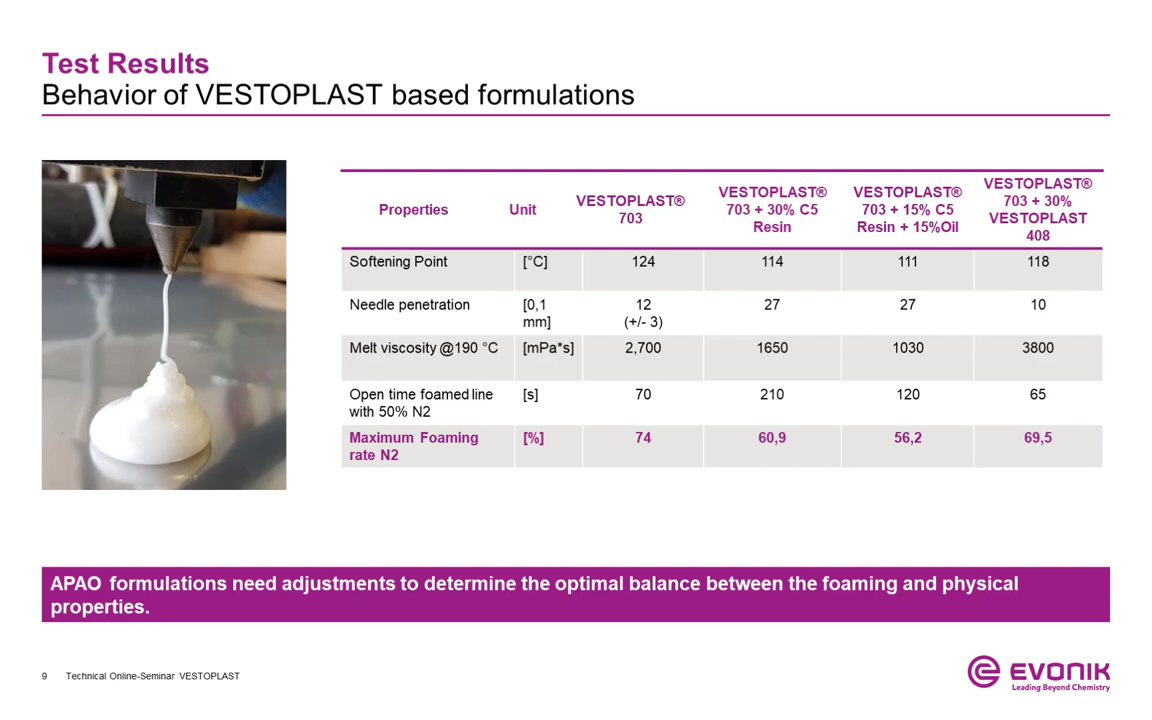 Test Results
Behavior of VESTOPLAST based formulations
Properties Unit VESTOPLAST® 703 VESTOPLAST® 703 + 30% C5 Resin VESTOPLAST® 703 + 15% C5 Resin + 15%Oil VESTOPLAST® 703 + 30% VESTOPLAST 408
Softening Point [°C] 124 114 111 118
Needle penetration [0,1 mm] 12 (+/- 3) 27 27 10
Melt viscosity @190 °C [mPa*s] 2,700 1650 1030 3800
Open time foamed line with 50% N2 [s] 70 210 120 65
Maximum Foaming rate N2 [%] 74 60,9 56,2 69,5
APAO formulations need adjustments to determine the optimal balance between the foaming and physical
properties.
9 Technical Online-Seminar VESTOPLAST
EVONIK
Leading Beyond Chemistry